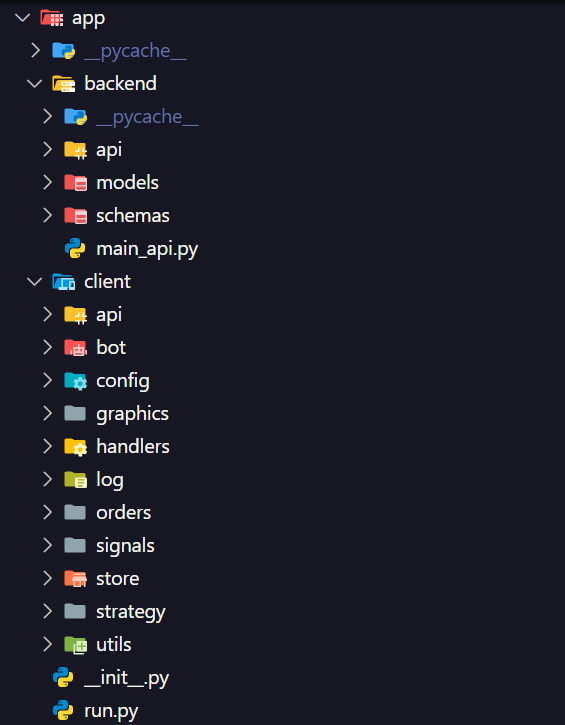 app
__pycache__
backend
__pycache__
api
models
schemas
main_api.py
client
api
bot
config
graphics
handlers
log
orders
signals
store
strategy
utils
__init__.py
run.py